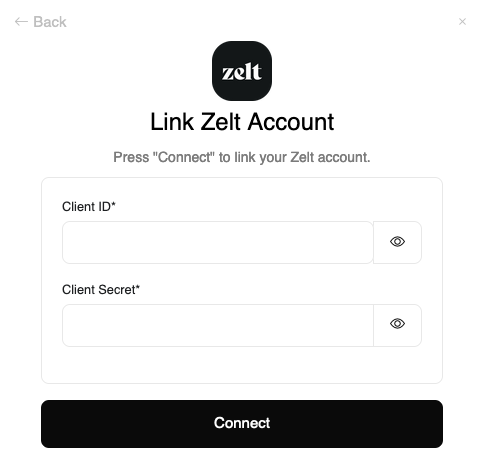 ← Back
×
zelt
Link Zelt Account
Press "Connect" to link your Zelt account.
Client ID*
Client Secret*
Connect